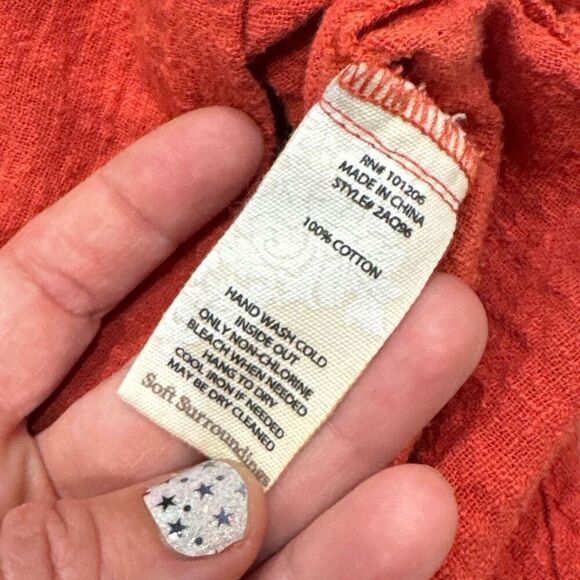 RN# 101206
MADE IN CHINA
STYLE# 2AQ96
100% COTTON
HAND WASH COLD
INSIDE OUT
ONLY NON-CHLORINE
BLEACH WHEN NEEDED
HANG TO DRY
COOL IRON IF NEEDED
MAY BE DRY CLEANED
Soft Surroundings